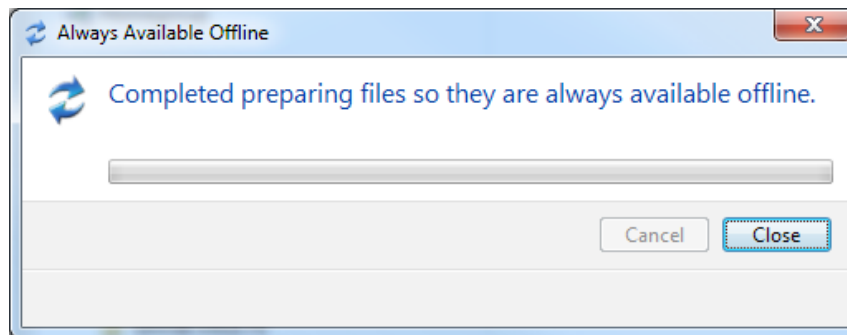 Always Available Offline
Completed preparing files so they are always available offline.
Cancel
Close